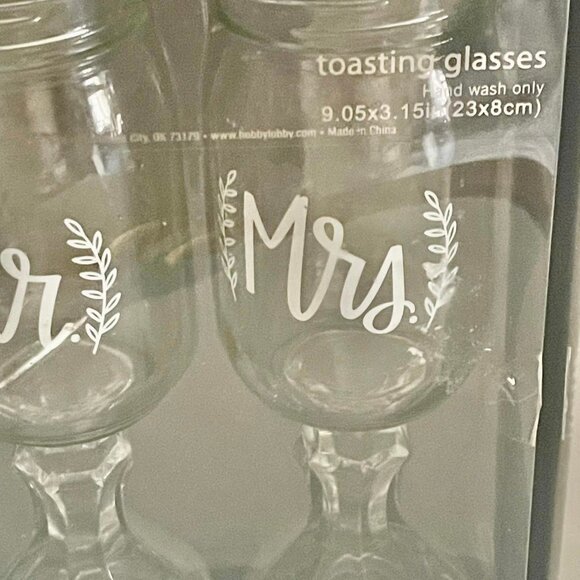 toasting glasses
Hand wash only
9.05x3.15in (23x8cm)
City, OK 73179 • www.hobbylobby.com • Made in China
r.
Mrs.